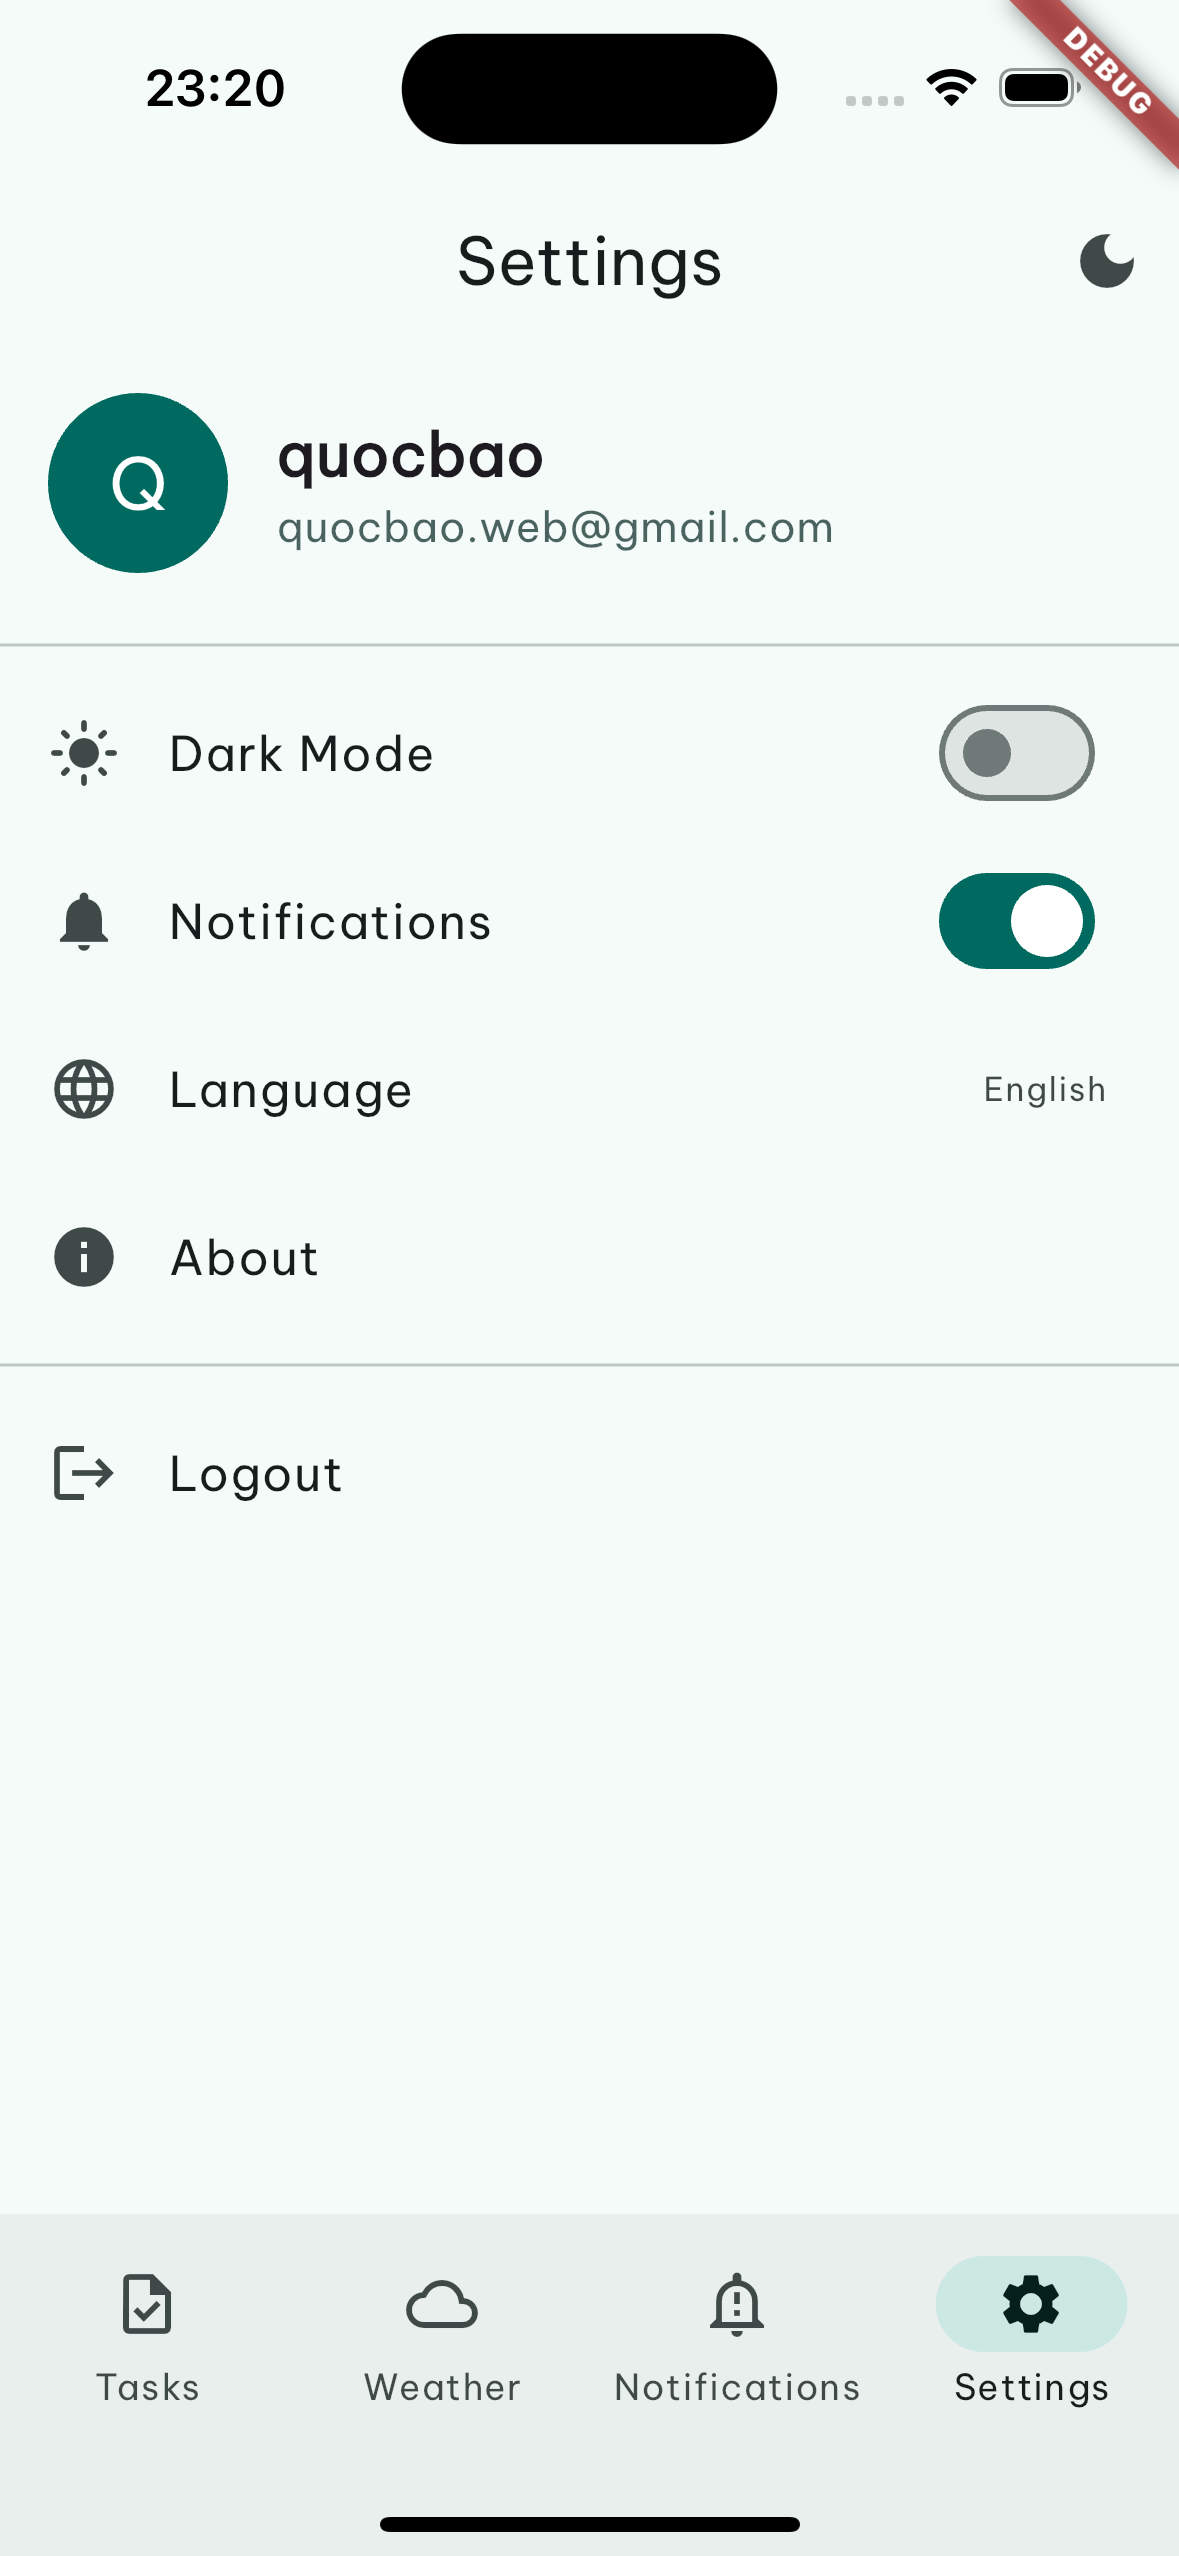 23:20
DEBUG
Settings
Q
quocbao
quocbao.web@gmail.com
Dark Mode
Notifications
Language
English
About
Logout
Tasks
Weather
Notifications
Settings